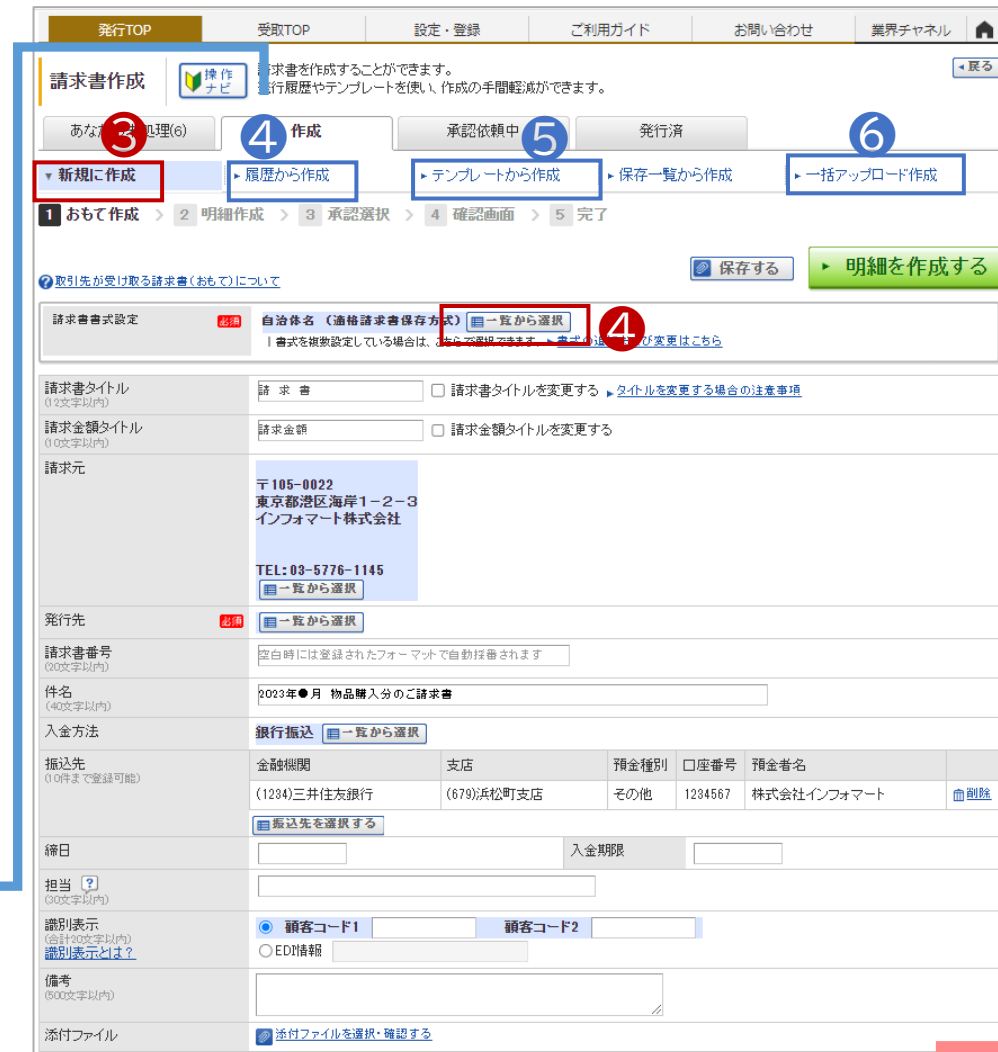 発行TOP 受取TOP 設定・登録 ご利用ガイド お問い合わせ 業界チャネル
請求書作成 操作ナビ 請求書を作成することができます。
発行履歴やテンプレートを使い、作成の手間軽減ができます。
戻る
(6) 作成 承認依頼中 発行済
3 4 5 6
新規に作成 履歴から作成 テンプレートから作成 保存一覧から作成 一括アップロード作成
1 おもて作成 > 2 明細作成 > 3 承認選択 > 4 確認画面 > 5 完了
取引先が受け取る請求書(おもて)について 保存する 明細を作成する
請求書書式設定 必須 自治体名 (適格請求書保存方式) 一覧から選択 4
| 書式を複数設定している場合は、こちらで選択できます。 変更はこちら
請求書タイトル 請 求 書 請求書タイトルを変更する タイトルを変更する場合の注意事項
(12文字以内)
請求金額タイトル 請求金額 請求金額タイトルを変更する
(10文字以内)
請求元
〒105-0022
東京都港区海岸1-2-3
インフォマート株式会社
TEL:03-5776-1145
一覧から選択
発行先 必須 一覧から選択
請求書番号 空白時には登録されたフォーマットで自動採番されます
(20文字以内)
件名 2023年●月 物品購入分のご請求書
(40文字以内)
入金方法 銀行振込 一覧から選択
振込先 金融機関 支店 預金種別 口座番号 預金者名
(10件まで登録可能)
(1234)三井住友銀行 (679)浜松町支店 その他 1234567 株式会社インフォマート 削除
振込先を選択する
締日 入金期限
担当 ?
(30文字以内)
識別表示 顧客コード1 顧客コード2
(合計20文字以内)
識別表示とは? EDI情報
備考
(500文字以内)
添付ファイル 添付ファイルを選択・確認する